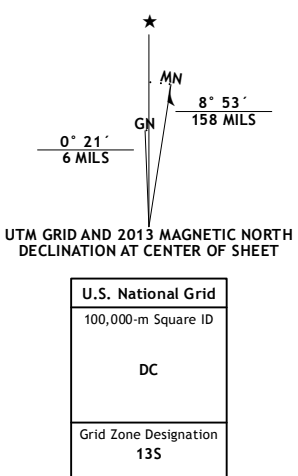 ★
MN
GN
8° 53´
158 MILS
0° 21´
6 MILS
UTM GRID AND 2013 MAGNETIC NORTH
DECLINATION AT CENTER OF SHEET
U.S. National Grid
100,000-m Square ID
DC
Grid Zone Designation
13S